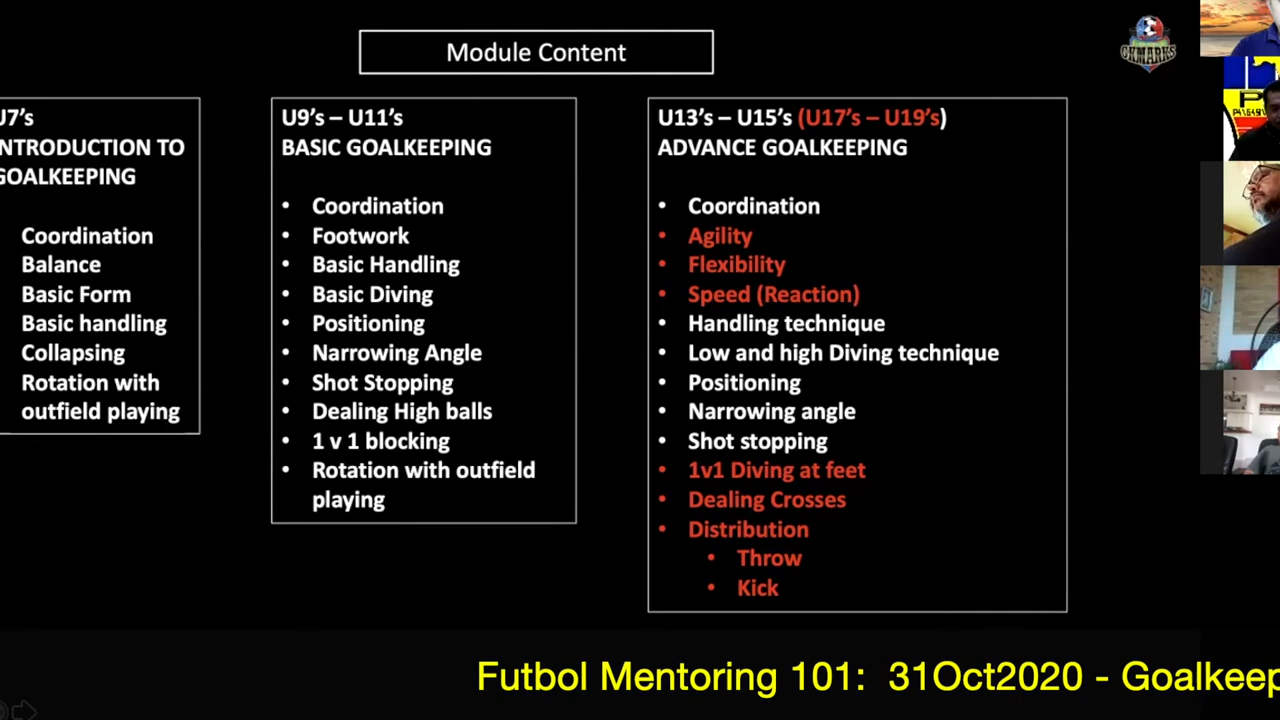 Module Content
GKMARKS
U7's
INTRODUCTION TO
GOALKEEPING
Coordination
Balance
Basic Form
Basic handling
Collapsing
Rotation with
outfield playing
U9's – U11's
BASIC GOALKEEPING
• Coordination
• Footwork
• Basic Handling
• Basic Diving
• Positioning
• Narrowing Angle
• Shot Stopping
• Dealing High balls
• 1 v 1 blocking
• Rotation with outfield
playing
U13's – U15's (U17's – U19's)
ADVANCE GOALKEEPING
• Coordination
• Agility
• Flexibility
• Speed (Reaction)
• Handling technique
• Low and high Diving technique
• Positioning
• Narrowing angle
• Shot stopping
• 1v1 Diving at feet
• Dealing Crosses
• Distribution
• Throw
• Kick
Futbol Mentoring 101: 31Oct2020 - Goalkeep